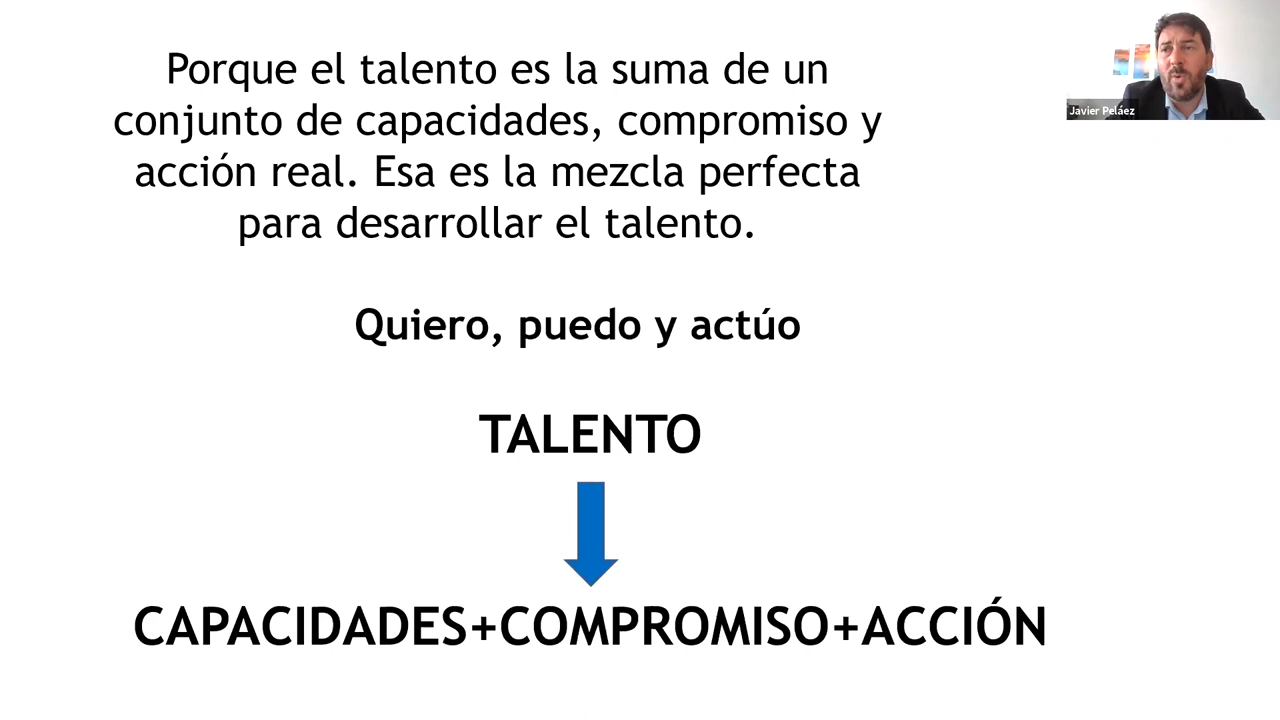 Porque el talento es la suma de un
conjunto de capacidades, compromiso y
acción real. Esa es la mezcla perfecta
para desarrollar el talento.
Javier Peláez
Quiero, puedo y actúo
TALENTO
CAPACIDADES+COMPROMISO+ACCIÓN